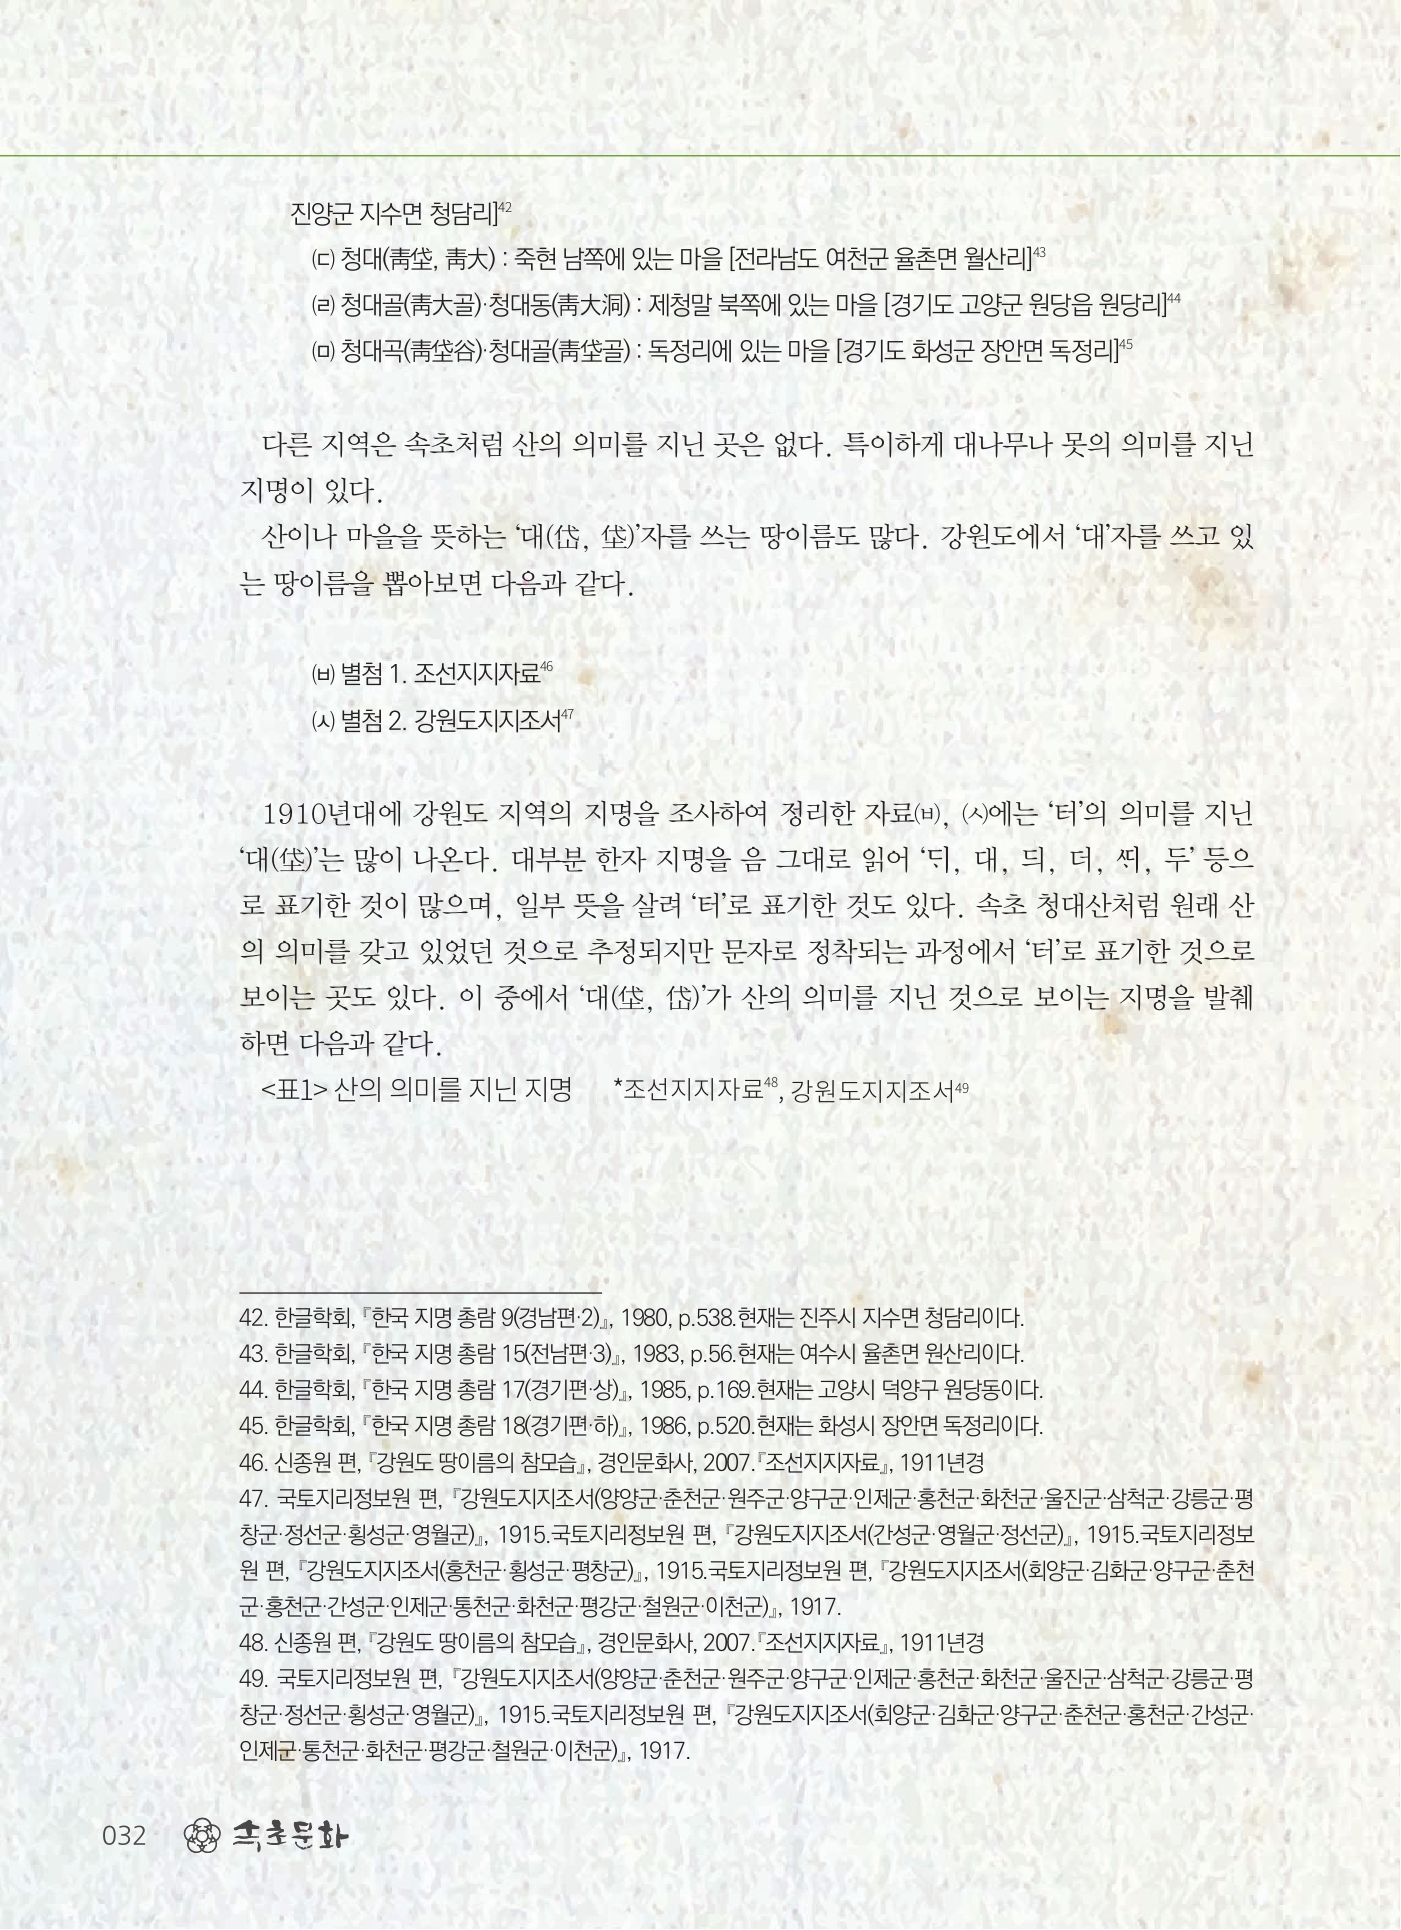 진양군 지수면 청담리]42
㈐ 청대(靑垈, 靑大) : 죽현 남쪽에 있는 마을 [전라남도 여천군 율촌면 월산리]43
㈑ 청대골(靑大골)·청대동(靑大洞) : 제청말 북쪽에 있는 마을 [경기도 고양군 원당읍 원당리]44
㈒ 청대곡(靑垈谷)·청대골(靑垈골) : 독정리에 있는 마을 [경기도 화성군 장안면 독정리]45
다른 지역은 속초처럼 산의 의미를 지닌 곳은 없다. 특이하게 대나무나 못의 의미를 지닌
지명이 있다.
산이나 마을을 뜻하는 ‘대(岱, 垈)’자를 쓰는 땅이름도 많다. 강원도에서 ‘대’자를 쓰고 있
는 땅이름을 뽑아보면 다음과 같다.
㈓ 별첨 1. 조선지지자료46
㈔ 별첨 2. 강원도지지조서47
1910년대에 강원도 지역의 지명을 조사하여 정리한 자료㈓, ㈔에는 ‘터’의 의미를 지닌
‘대(垈)’는 많이 나온다. 대부분 한자 지명을 음 그대로 읽어 ‘ᄃᆡ, 대, 듸, 더, ᄯᅴ, 두’ 등으
로 표기한 것이 많으며, 일부 뜻을 살려 ‘터’로 표기한 것도 있다. 속초 청대산처럼 원래 산
의 의미를 갖고 있었던 것으로 추정되지만 문자로 정착되는 과정에서 ‘터’로 표기한 것으로
보이는 곳도 있다. 이 중에서 ‘대(垈, 岱)’가 산의 의미를 지닌 것으로 보이는 지명을 발췌
하면 다음과 같다.
<표1> 산의 의미를 지닌 지명 *조선지지자료48, 강원도지지조서49
42. 한글학회, 『한국 지명 총람 9(경남편·2)』, 1980, p.538.현재는 진주시 지수면 청담리이다.
43. 한글학회, 『한국 지명 총람 15(전남편·3)』, 1983, p.56.현재는 여수시 율촌면 원산리이다.
44. 한글학회, 『한국 지명 총람 17(경기편·상)』, 1985, p.169.현재는 고양시 덕양구 원당동이다.
45. 한글학회, 『한국 지명 총람 18(경기편·하)』, 1986, p.520.현재는 화성시 장안면 독정리이다.
46. 신종원 편, 『강원도 땅이름의 참모습』, 경인문화사, 2007.『조선지지자료』, 1911년경
47. 국토지리정보원 편, 『강원도지지조서(양양군·춘천군·원주군·양구군·인제군·홍천군·화천군·울진군·삼척군·강릉군·평
창군·정선군·횡성군·영월군)』, 1915.국토지리정보원 편, 『강원도지지조서(간성군·영월군·정선군)』, 1915.국토지리정보
원 편, 『강원도지지조서(홍천군·횡성군·평창군)』, 1915.국토지리정보원 편, 『강원도지지조서(회양군·김화군·양구군·춘천
군·홍천군·간성군·인제군·통천군·화천군·평강군·철원군·이천군)』, 1917.
48. 신종원 편, 『강원도 땅이름의 참모습』, 경인문화사, 2007.『조선지지자료』, 1911년경
49. 국토지리정보원 편, 『강원도지지조서(양양군·춘천군·원주군·양구군·인제군·홍천군·화천군·울진군·삼척군·강릉군·평
창군·정선군·횡성군·영월군)』, 1915.국토지리정보원 편, 『강원도지지조서(회양군·김화군·양구군·춘천군·홍천군·간성군·
인제군·통천군·화천군·평강군·철원군·이천군)』, 1917.
032 속초문화